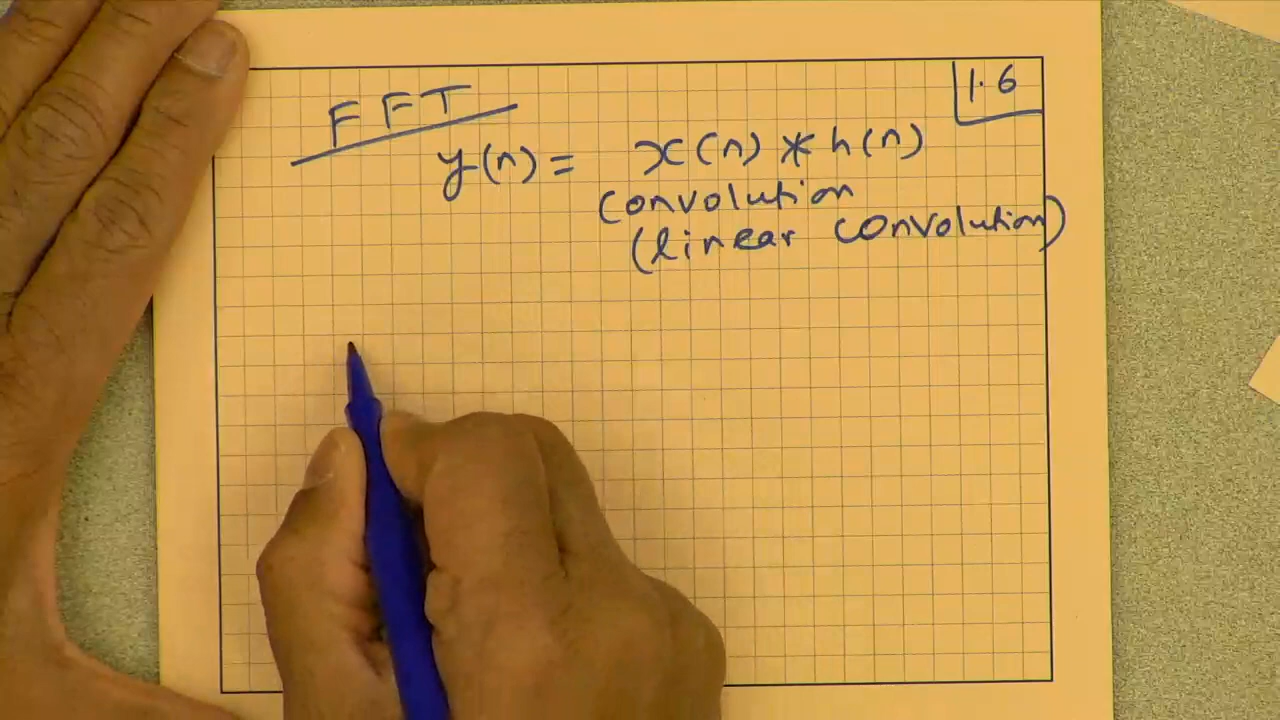 1.6
FFT
y(n) = x(n) * h(n)
Convolution
(linear convolution)